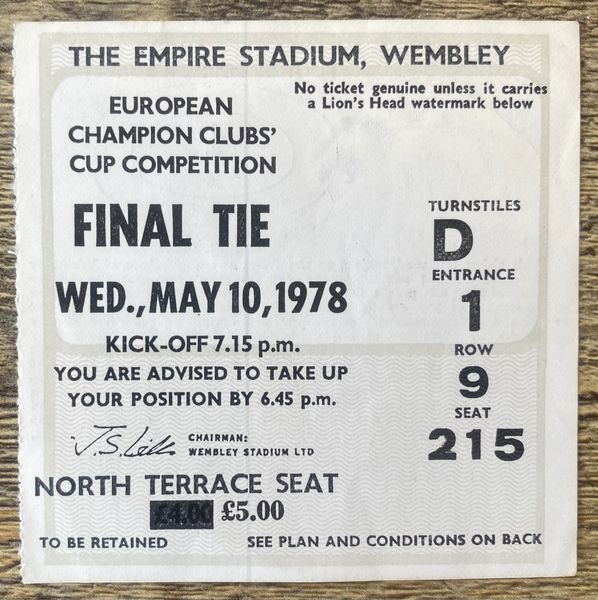 THE EMPIRE STADIUM, WEMBLEY
No ticket genuine unless it carries
a Lion's Head watermark below
EUROPEAN
CHAMPION CLUBS'
CUP COMPETITION
FINAL TIE
WED., MAY 10, 1978
KICK-OFF 7.15 p.m.
YOU ARE ADVISED TO TAKE UP
YOUR POSITION BY 6.45 p.m.
CHAIRMAN:
WEMBLEY STADIUM LTD
TURNSTILES
D
ENTRANCE
1
ROW
9
SEAT
215
NORTH TERRACE SEAT
£4.00 £5.00
TO BE RETAINED
SEE PLAN AND CONDITIONS ON BACK